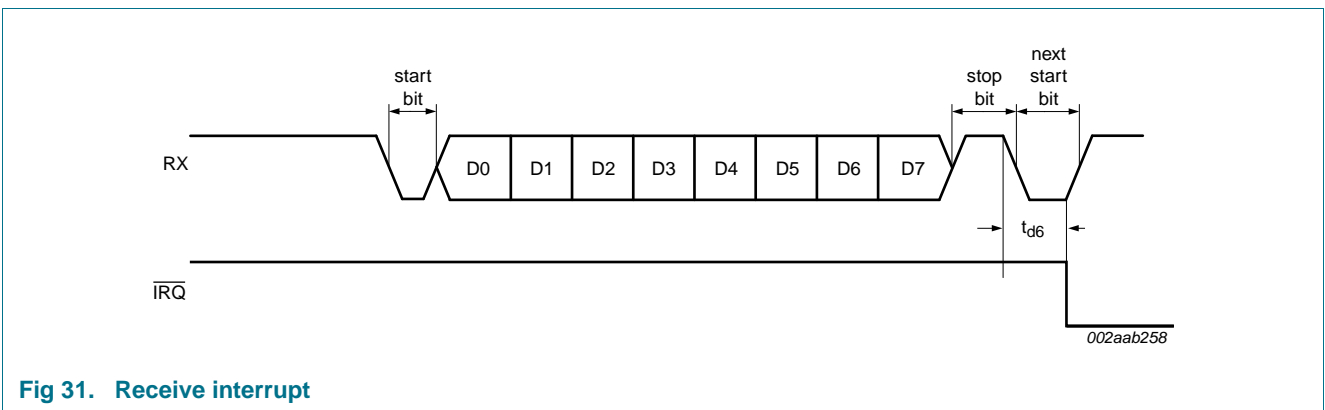 next
start
bit
stop
bit
start
bit
RX
D0 D1 D2 D3 D4 D5 D6 D7
td6
IRQ
002aab258
Fig 31. Receive interrupt